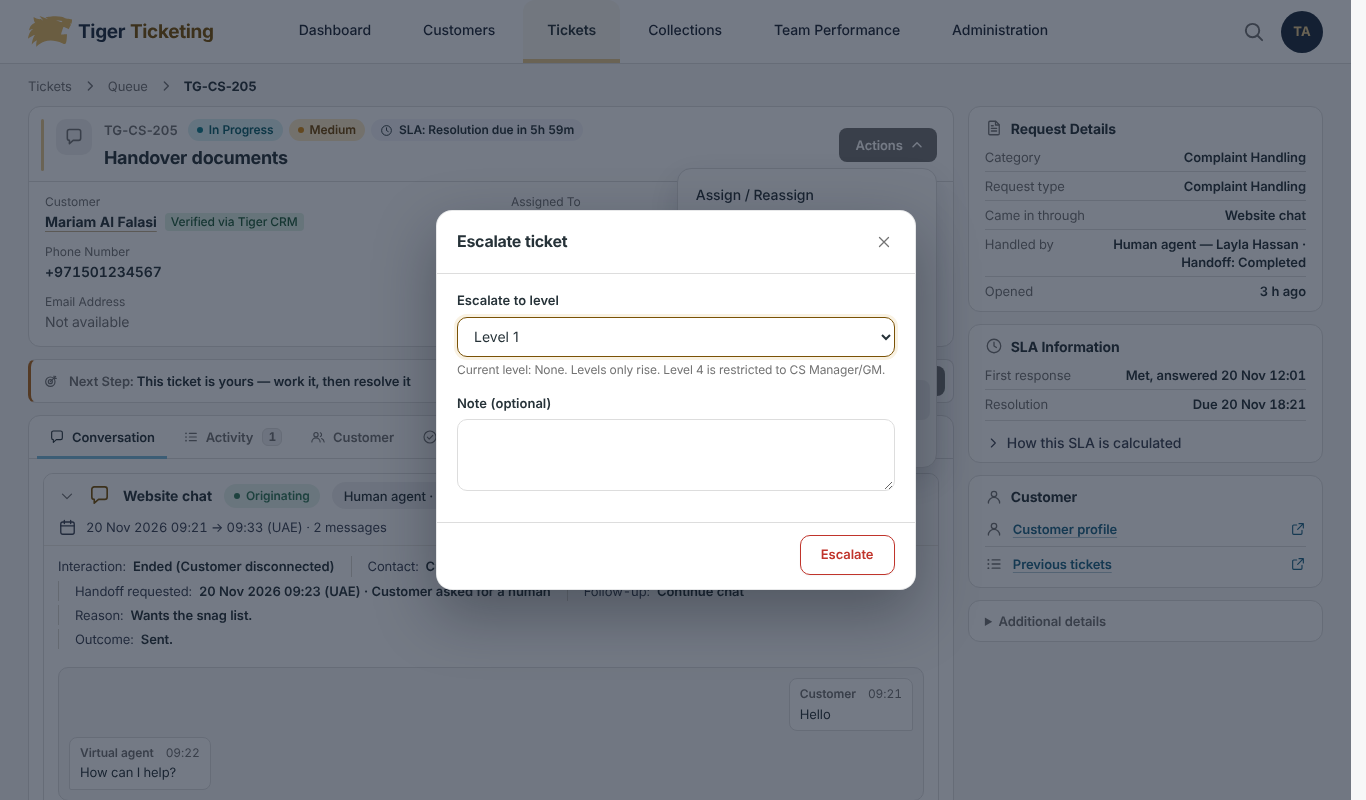 Tiger Ticketing
Dashboard
Customers
Tickets
Collections
Team Performance
Administration
TA
Tickets > Queue > TG-CS-205
TG-CS-205 In Progress Medium SLA: Resolution due in 5h 59m
Handover documents
Actions
Assign / Reassign
Customer
Mariam Al Falasi Verified via Tiger CRM
Assigned To
Phone Number
+971501234567
Email Address
Not available
Next Step: This ticket is yours — work it, then resolve it
Conversation
Activity 1
Customer
Website chat Originating Human agent ·
20 Nov 2026 09:21 → 09:33 (UAE) · 2 messages
Interaction: Ended (Customer disconnected) Contact:
Handoff requested: 20 Nov 2026 09:23 (UAE) · Customer asked for a human Follow-up: Continue chat
Reason: Wants the snag list.
Outcome: Sent.
Customer 09:21
Hello
Virtual agent 09:22
How can I help?
Escalate ticket
Escalate to level
Level 1
Current level: None. Levels only rise. Level 4 is restricted to CS Manager/GM.
Note (optional)
Escalate
Request Details
Category Complaint Handling
Request type Complaint Handling
Came in through Website chat
Handled by Human agent — Layla Hassan ·
Handoff: Completed
Opened 3 h ago
SLA Information
First response Met, answered 20 Nov 12:01
Resolution Due 20 Nov 18:21
How this SLA is calculated
Customer
Customer profile
Previous tickets
Additional details